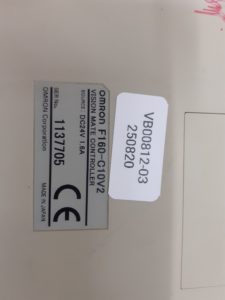 OMRON F160-C10V2
VISION MATE CONTROLLER
SOURCE: DC24V 1.6A
SER No. 1137705
OMRON Corporation
MADE IN JAPAN
CE
VB00812-03
250820